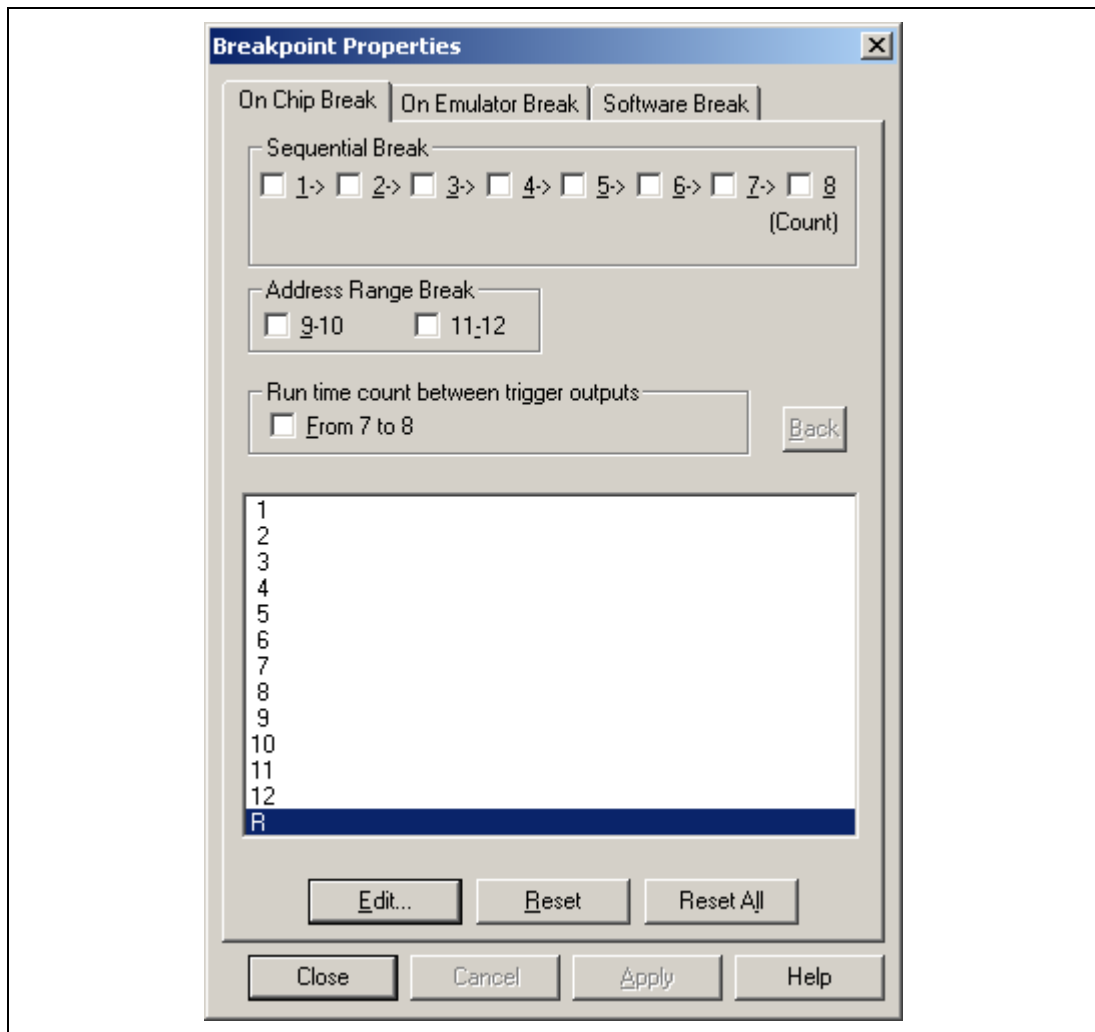 Breakpoint Properties
On Chip Break On Emulator Break Software Break
Sequential Break
1-> 2-> 3-> 4-> 5-> 6-> 7-> 8
(Count)
Address Range Break
9-10 11-12
Run time count between trigger outputs
From 7 to 8
Back
1
2
3
4
5
6
7
8
9
10
11
12
R
Edit... Reset Reset All
Close Cancel Apply Help